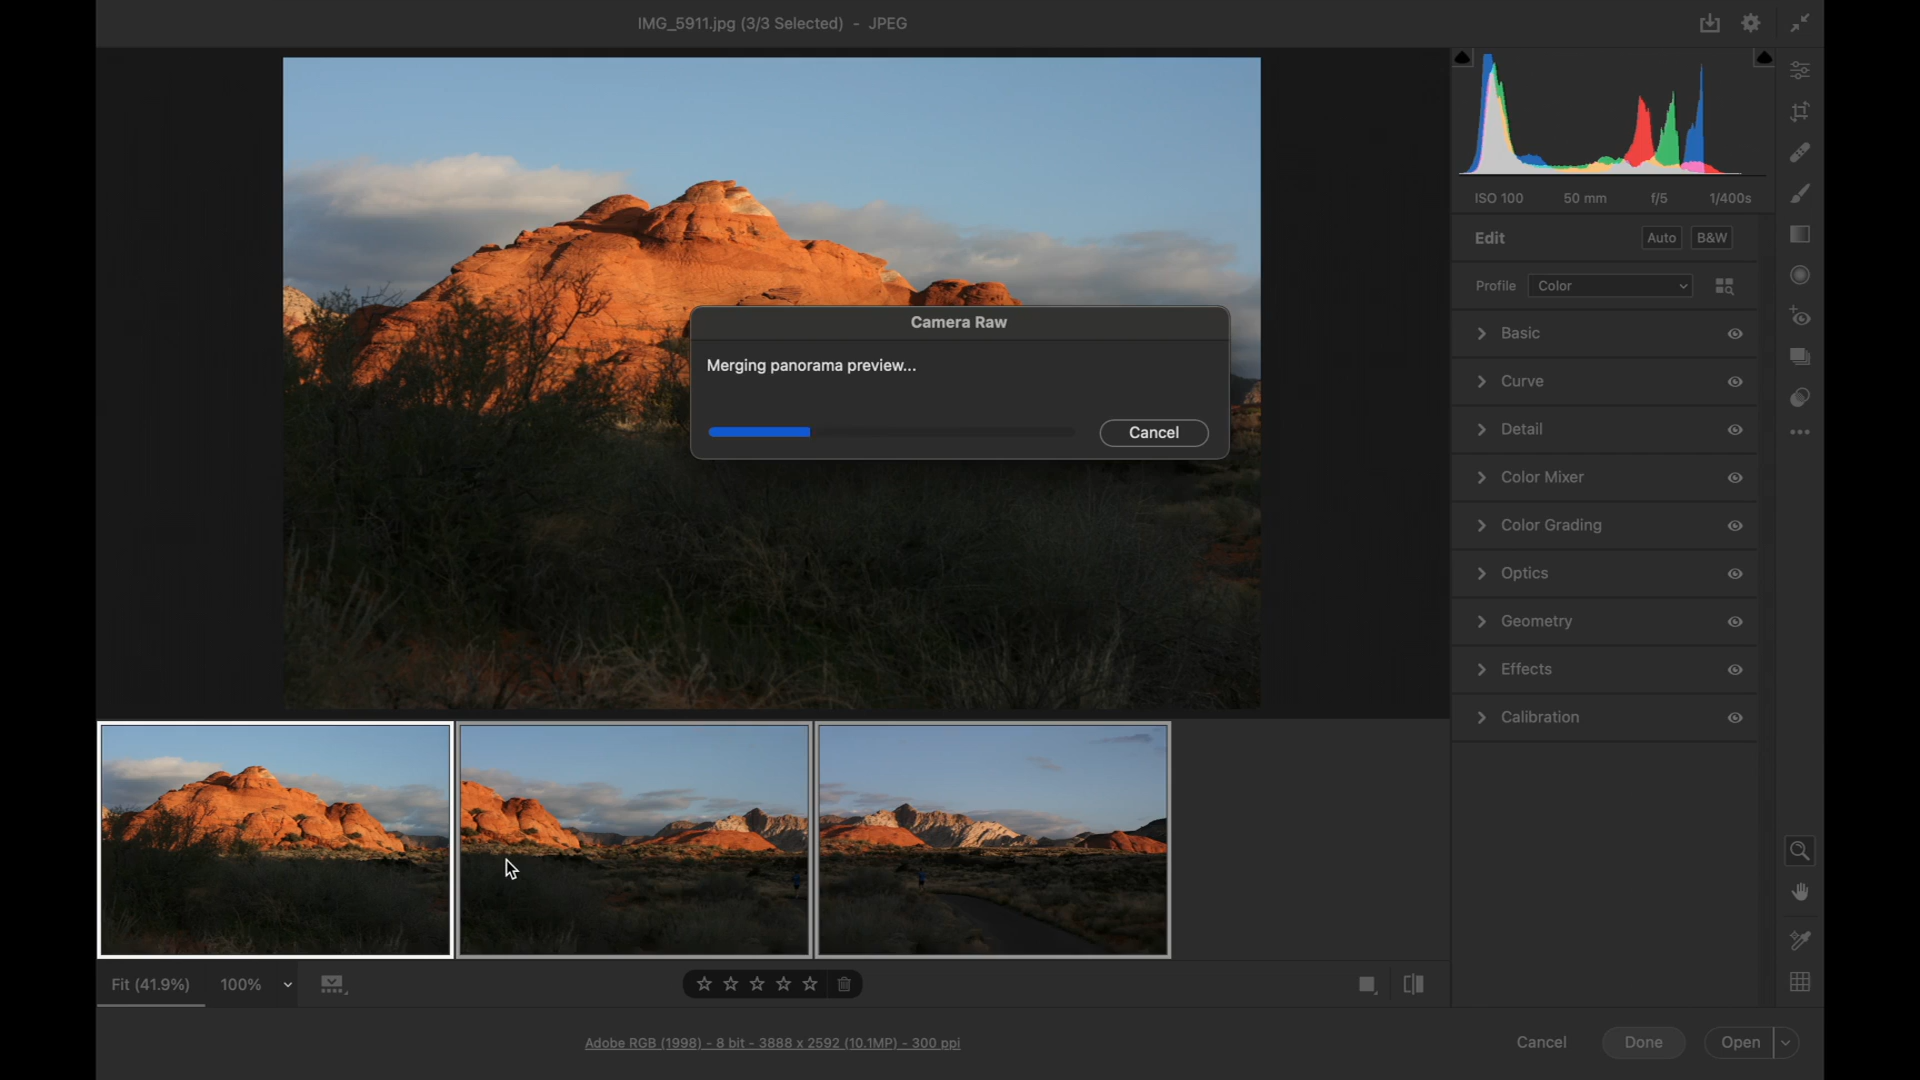 IMG_5911.jpg (3/3 Selected) - JPEG
ISO 100 50 mm f/5 1/400s
Edit Auto B&W
Profile Color
Camera Raw
Basic
Merging panorama preview...
Curve
Detail
Cancel
Color Mixer
Color Grading
Optics
Geometry
Effects
Calibration
Fit (41.9%) 100%
Adobe RGB (1998) - 8 bit - 3888 x 2592 (10.1MP) - 300 ppi
Cancel Done Open